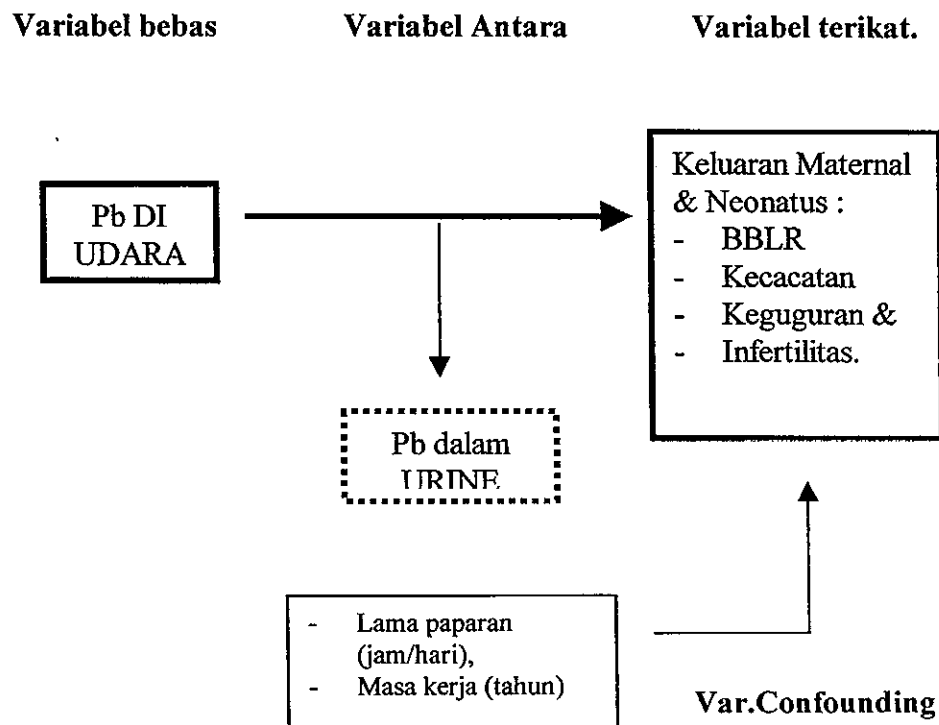 Variabel bebas Variabel Antara Variabel terikat.
Pb DI
UDARA
Keluaran Maternal
& Neonatus :
- BBLR
- Kecacatan
- Keguguran &
- Infertilitas.
Pb dalam
URINE
- Lama paparan
(jam/hari),
- Masa kerja (tahun)
Var.Confounding